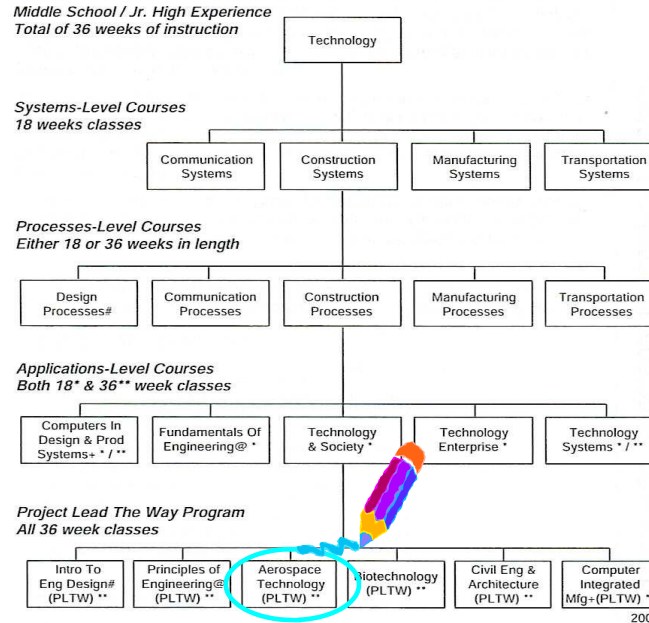 Middle School / Jr. High Experience
Total of 36 weeks of instruction
Technology
Systems-Level Courses
18 weeks classes
Communication
Systems
Construction
Systems
Manufacturing
Systems
Transportation
Systems
Processes-Level Courses
Either 18 or 36 weeks in length
Design
Processes#
Communication
Processes
Construction
Processes
Manufacturing
Processes
Transportation
Processes
Applications-Level Courses
Both 18* & 36** week classes
Computers In
Design & Prod
Systems+ * / **
Fundamentals Of
Engineering@ *
Technology
& Society *
Technology
Enterprise *
Technology
Systems * / **
Project Lead The Way Program
All 36 week classes
Intro To
Eng Design#
(PLTW) **
Principles of
Engineering@
(PLTW) **
Aerospace
Technology
(PLTW) **
Biotechnology
(PLTW) **
Civil Eng &
Architecture
(PLTW) **
Computer
Integrated
Mfg+(PLTW) *